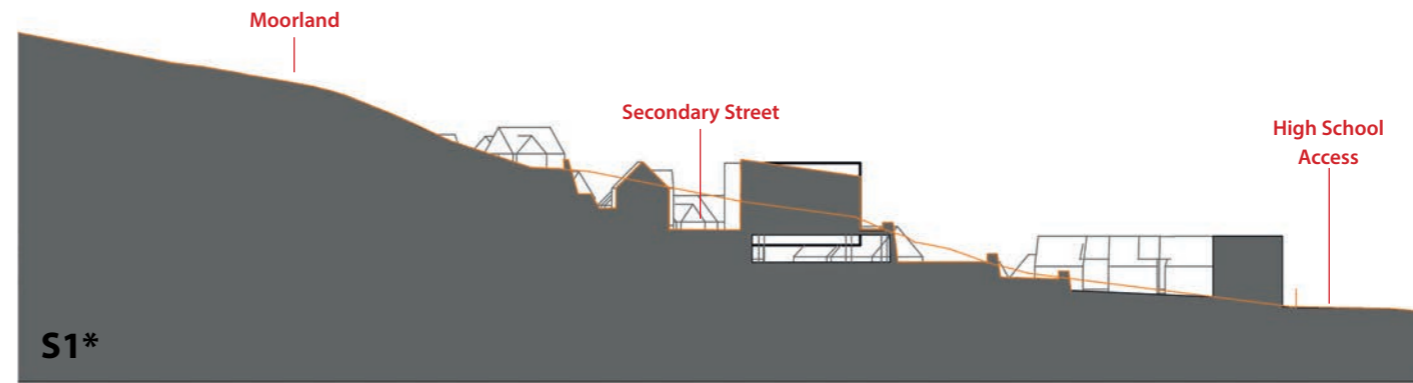 Moorland
Secondary Street
High School
Access
S1*